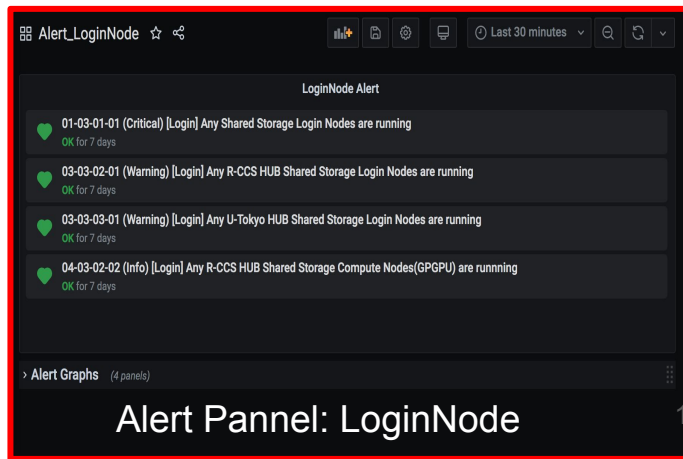 Alert_LoginNode
Last 30 minutes
LoginNode Alert
01-03-01-01 (Critical) [Login] Any Shared Storage Login Nodes are running
OK for 7 days
03-03-02-01 (Warning) [Login] Any R-CCS HUB Shared Storage Login Nodes are running
OK for 7 days
03-03-03-01 (Warning) [Login] Any U-Tokyo HUB Shared Storage Login Nodes are running
OK for 7 days
04-03-02-02 (Info) [Login] Any R-CCS HUB Shared Storage Compute Nodes(GPGPU) are runnning
OK for 7 days
Alert Graphs (4 panels)
Alert Pannel: LoginNode